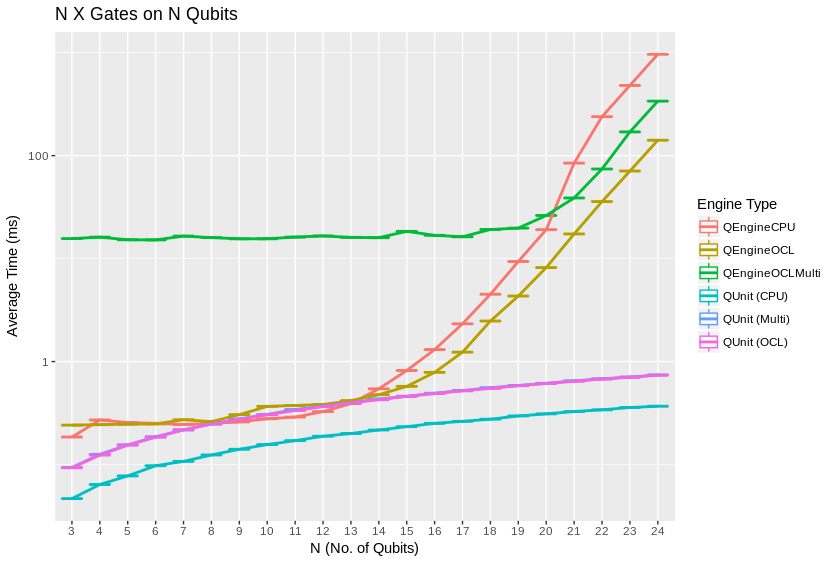 N X Gates on N Qubits
Average Time (ms)
100
1
3 4 5 6 7 8 9 10 11 12 13 14 15 16 17 18 19 20 21 22 23 24
N (No. of Qubits)
Engine Type
QEngineCPU
QEngineOCL
QEngineOCLMulti
QUnit (CPU)
QUnit (Multi)
QUnit (OCL)